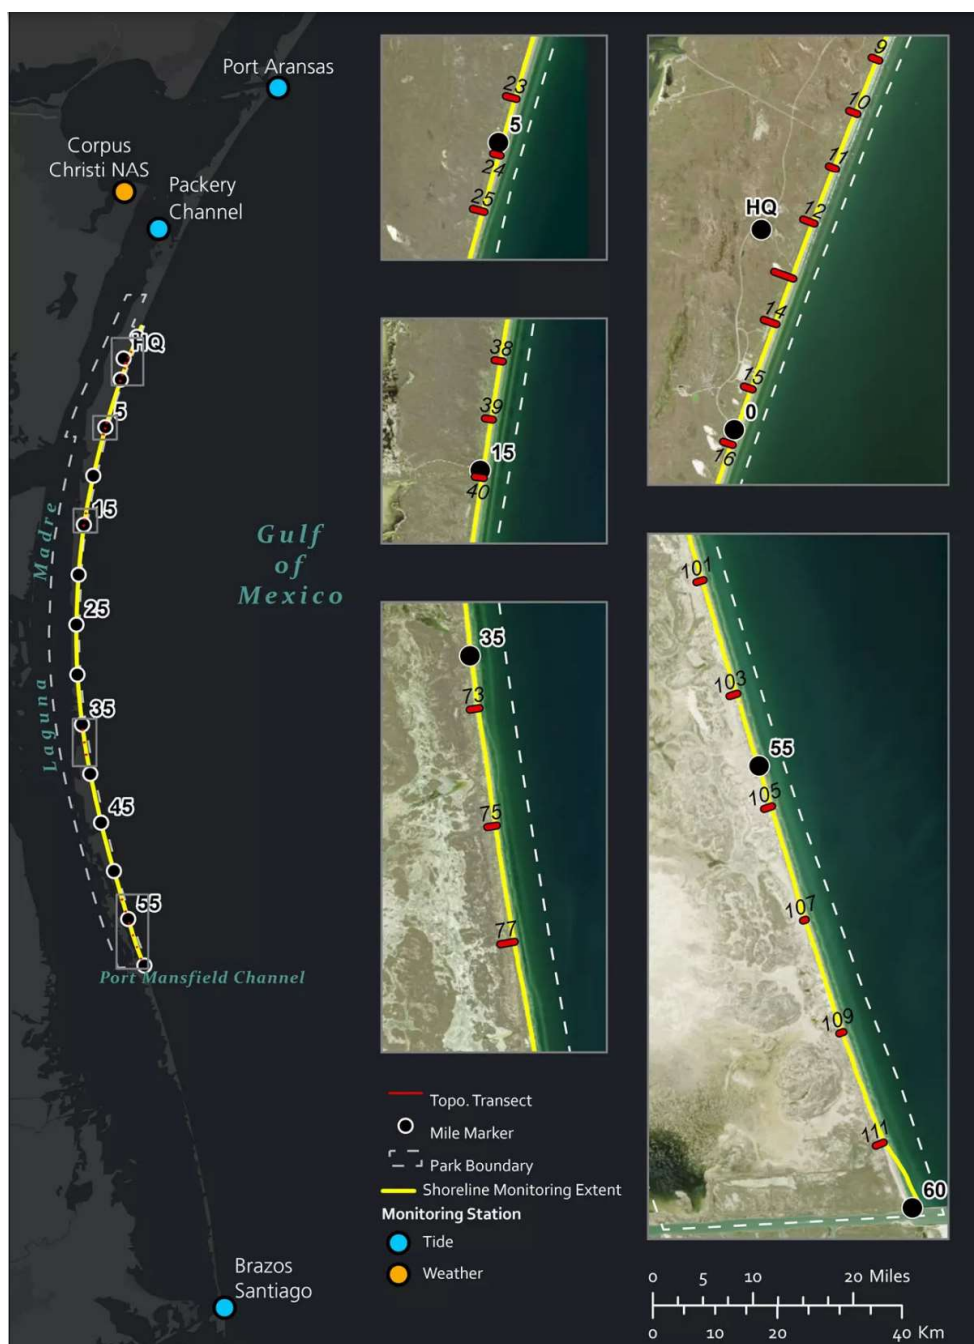 Port Aransas
Corpus
Christi NAS
Packery
Channel
HQ
5
15
25
35
45
55
Madre
Laguna
Gulf
of
Mexico
Port Mansfield Channel
Brazos
Santiago
23
5
24
25
38
39
15
40
35
73
75
77
9
10
11
12
HQ
14
15
0
16
101
103
55
105
107
109
111
60
Topo. Transect
Mile Marker
Park Boundary
Shoreline Monitoring Extent
Monitoring Station
Tide
Weather
0 5 10 20 Miles
0 10 20 40 Km